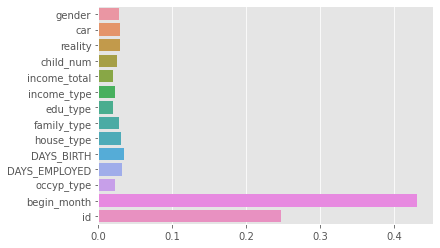 gender
car
reality
child_num
income_total
income_type
edu_type
family_type
house_type
DAYS_BIRTH
DAYS_EMPLOYED
occyp_type
begin_month
id
0.0 0.1 0.2 0.3 0.4